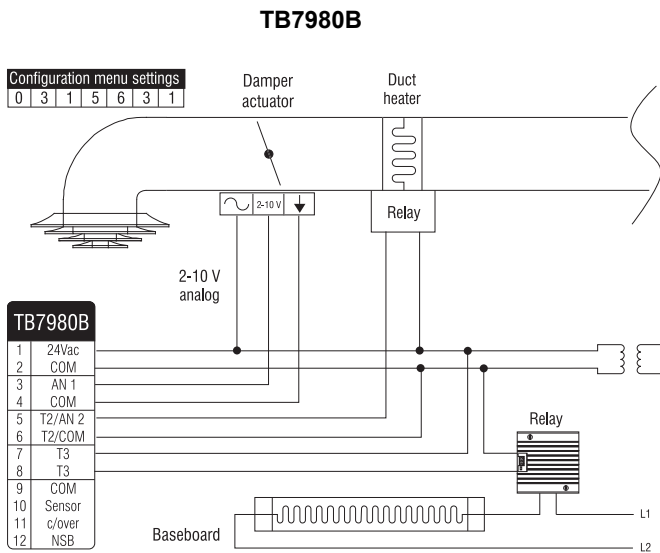 TB7980B
Configuration menu settings
0 3 1 5 6 3 1
Damper
actuator
Duct
heater
2-10 V
Relay
2-10 V
analog
TB7980B
1 24Vac
2 COM
3 AN 1
4 COM
5 T2/AN 2
6 T2/COM
7 T3
8 T3
9 COM
10 Sensor
11 c/over
12 NSB
Relay
Baseboard
L1
L2